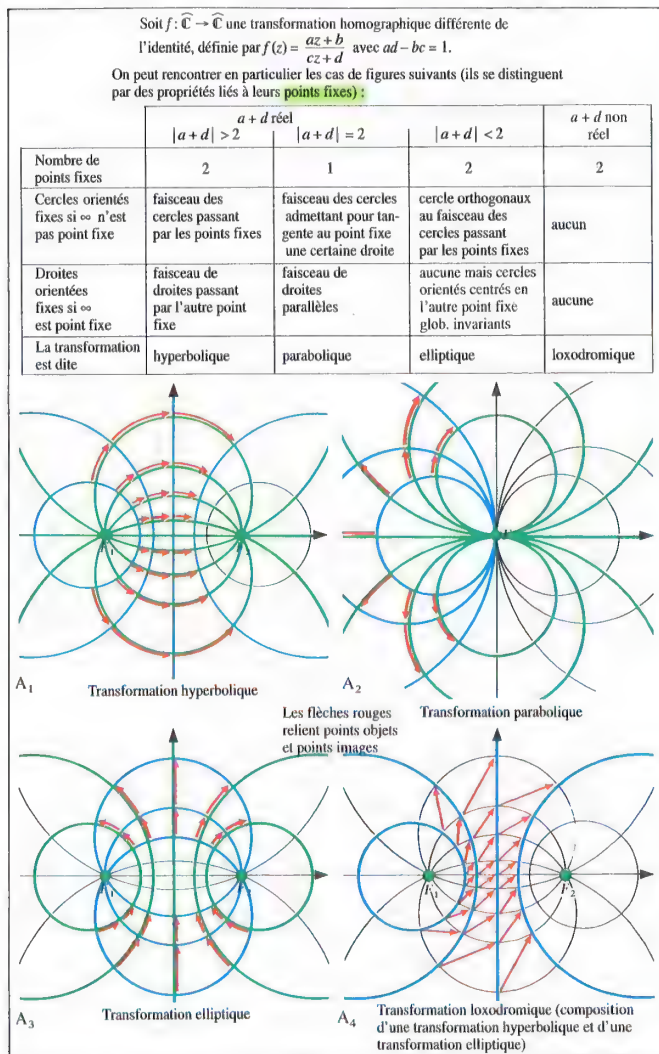 Soit f : ℂ̂ → ℂ̂ une transformation homographique différente de
l'identité, définie par f(z) = (az + b)/(cz + d) avec ad – bc = 1.
On peut rencontrer en particulier les cas de figures suivants (ils se distinguent
par des propriétés liés à leurs points fixes) :
a + d réel
a + d non
réel
|a + d| > 2
|a + d| = 2
|a + d| < 2
Nombre de
points fixes
2
1
2
2
Cercles orientés
fixes si ∞ n'est
pas point fixe
faisceau des
cercles passant
par les points fixes
faisceau des cercles
admettant pour tan-
gente au point fixe
une certaine droite
cercle orthogonaux
au faisceau des
cercles passant
par les points fixes
aucun
Droites
orientées
fixes si ∞
est point fixe
faisceau de
droites passant
par l'autre point
fixe
faisceau de
droites
parallèles
aucune mais cercles
orientés centrés en
l'autre point fixe
glob. invariants
aucune
La transformation
est dite
hyperbolique
parabolique
elliptique
loxodromique
F₁
A₁
Transformation hyperbolique
A₂
Transformation parabolique
Les flèches rouges
relient points objets
et points images
F₁
A₃
Transformation elliptique
F₁
F₂
A₄
Transformation loxodromique (composition
d'une transformation hyperbolique et d'une
transformation elliptique)